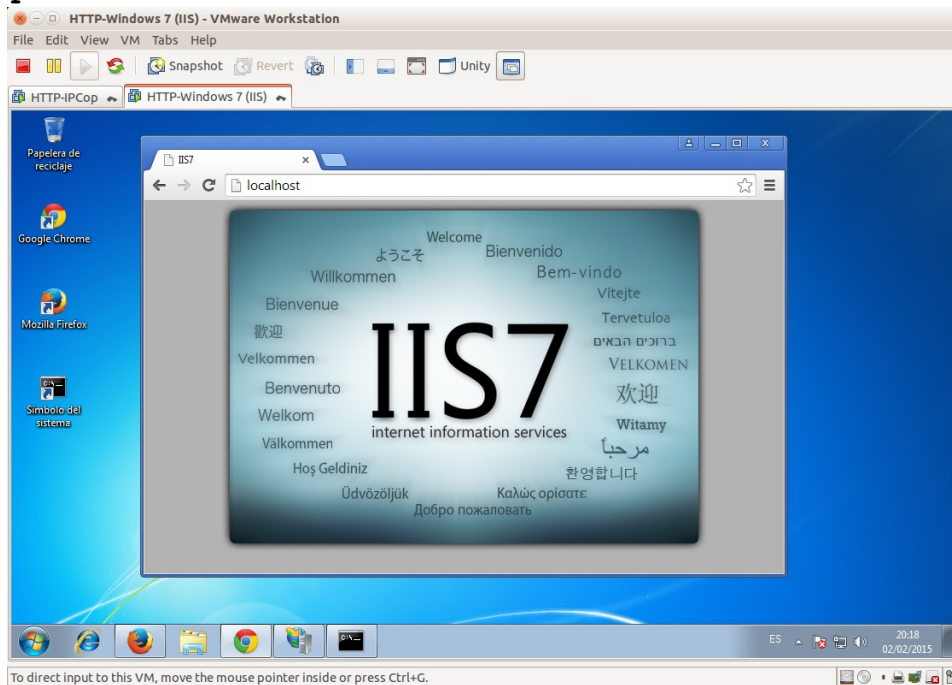 HTTP-Windows 7 (IIS) - VMware Workstation
File Edit View VM Tabs Help
Snapshot Revert Unity
HTTP-IPCop HTTP-Windows 7 (IIS)
Papelera de
reciclaje
Google Chrome
Mozilla Firefox
Símbolo del
sistema
IIS7
localhost
Welcome
ようこそ Bienvenido
Willkommen Bem-vindo
Bienvenue Vítejte
歡迎 Tervetuloa
ברוכים הבאים
Velkommen VELKOMEN
Benvenuto 欢迎
Welkom Witamy
Välkommen مرحباً
Hoş Geldiniz 환영합니다
Üdvözöljük Καλώς ορίσατε
Добро пожаловать
IIS7
internet information services
ES 20:18
02/02/2015
To direct input to this VM, move the mouse pointer inside or press Ctrl+G.